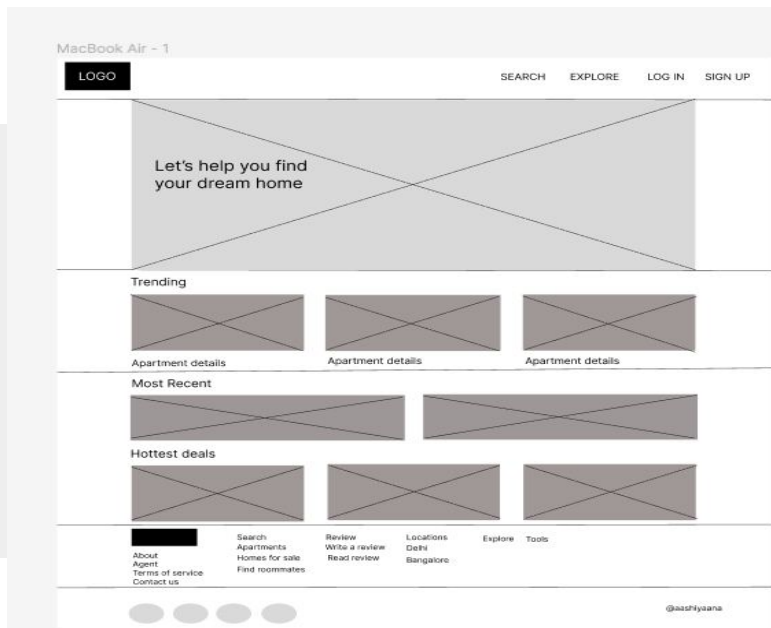 MacBook Air - 1
LOGO
SEARCH
EXPLORE
LOG IN
SIGN UP
Let's help you find
your dream home
Trending
Apartment details
Apartment details
Apartment details
Most Recent
Hottest deals
About
Agent
Terms of service
Contact us
Search
Apartments
Homes for sale
Find roommates
Review
Write a review
Read review
Locations
Delhi
Bangalore
Explore
Tools
@aashiyaana